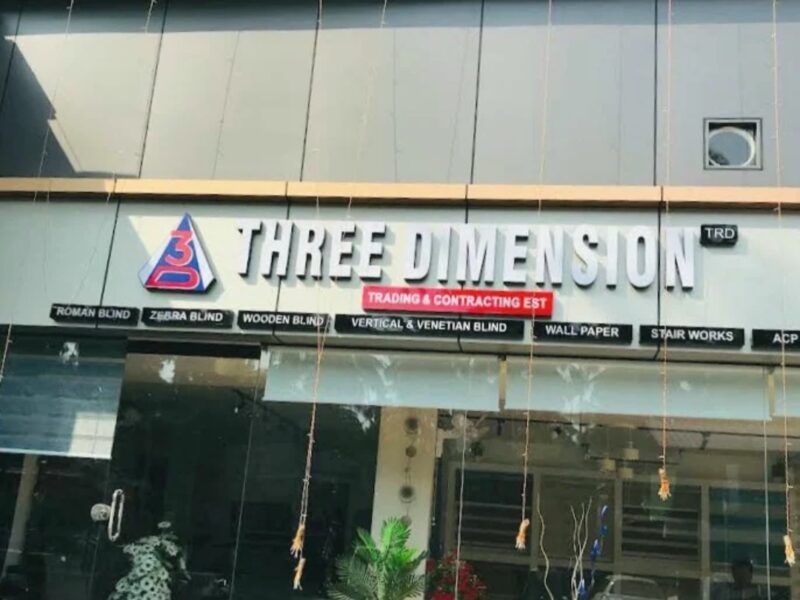 3D THREE DIMENSION TRD
TRADING & CONTRACTING EST
ROMAN BLIND ZEBRA BLIND WOODEN BLIND VERTICAL & VENETIAN BLIND WALL PAPER STAIR WORKS ACP